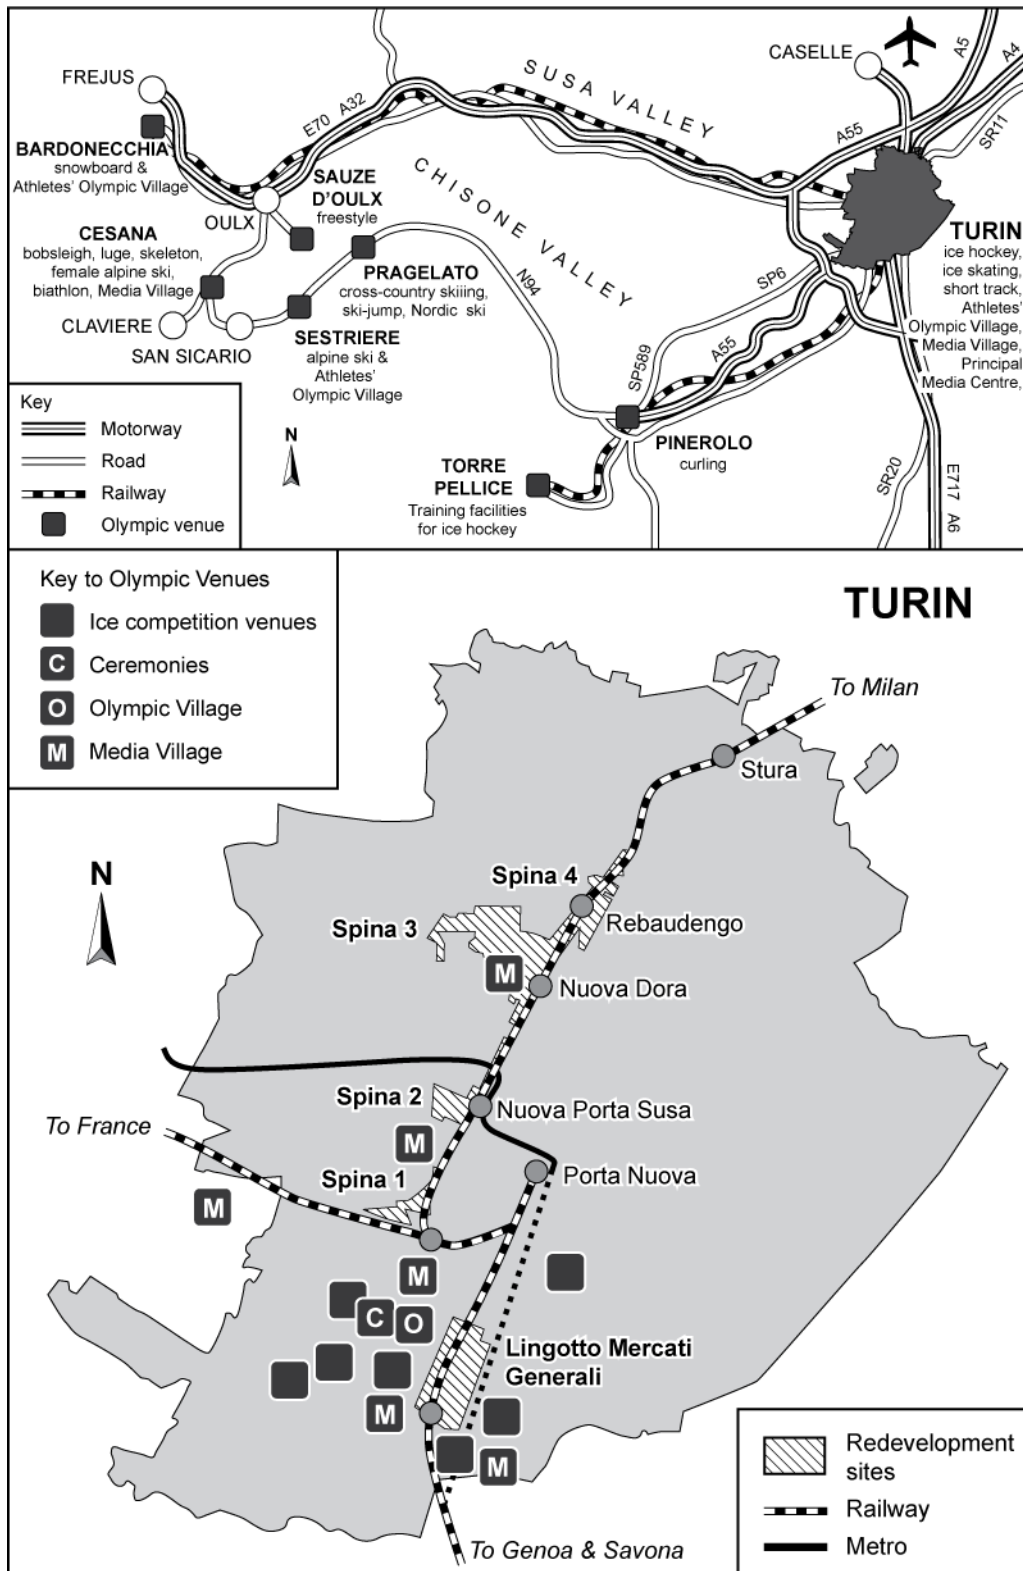 FREJUS
BARDONECCHIA
snowboard &
Athletes' Olympic Village
OULX
SAUZE
D'OULX
freestyle
CESANA
bobsleigh, luge, skeleton,
female alpine ski,
biathlon, Media Village
CLAVIERE
SAN SICARIO
PRAGELATO
cross-country skiiing,
ski-jump, Nordic ski
SESTRIERE
alpine ski &
Athletes'
Olympic Village
E70 A32
SUSA VALLEY
CHISONE VALLEY
N94
CASELLE
A5
A4
A55
SR11
TURIN
ice hockey,
ice skating,
short track,
Athletes'
Olympic Village,
Media Village,
Principal
Media Centre,
SP6
SP589
A55
PINEROLO
curling
TORRE
PELLICE
Training facilities
for ice hockey
SR20
E717 A6
Key
Motorway
Road
Railway
Olympic venue
N
Key to Olympic Venues
Ice competition venues
C Ceremonies
O Olympic Village
M Media Village
TURIN
N
To Milan
Stura
Spina 4
Rebaudengo
Spina 3
M
Nuova Dora
Spina 2
Nuova Porta Susa
To France
M
Spina 1
Porta Nuova
M
M
C
O
Lingotto Mercati
Generali
M
M
To Genoa & Savona
Redevelopment
sites
Railway
Metro